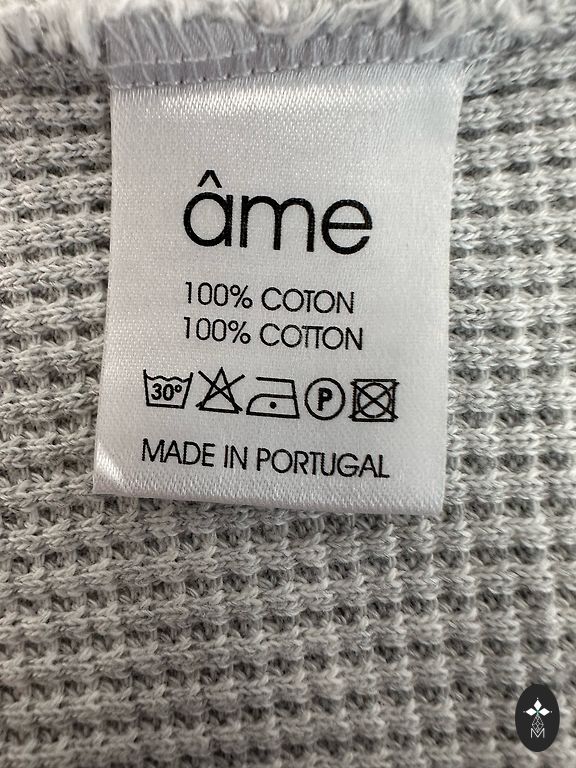 âme
100% COTON
100% COTTON
30° P
MADE IN PORTUGAL
M